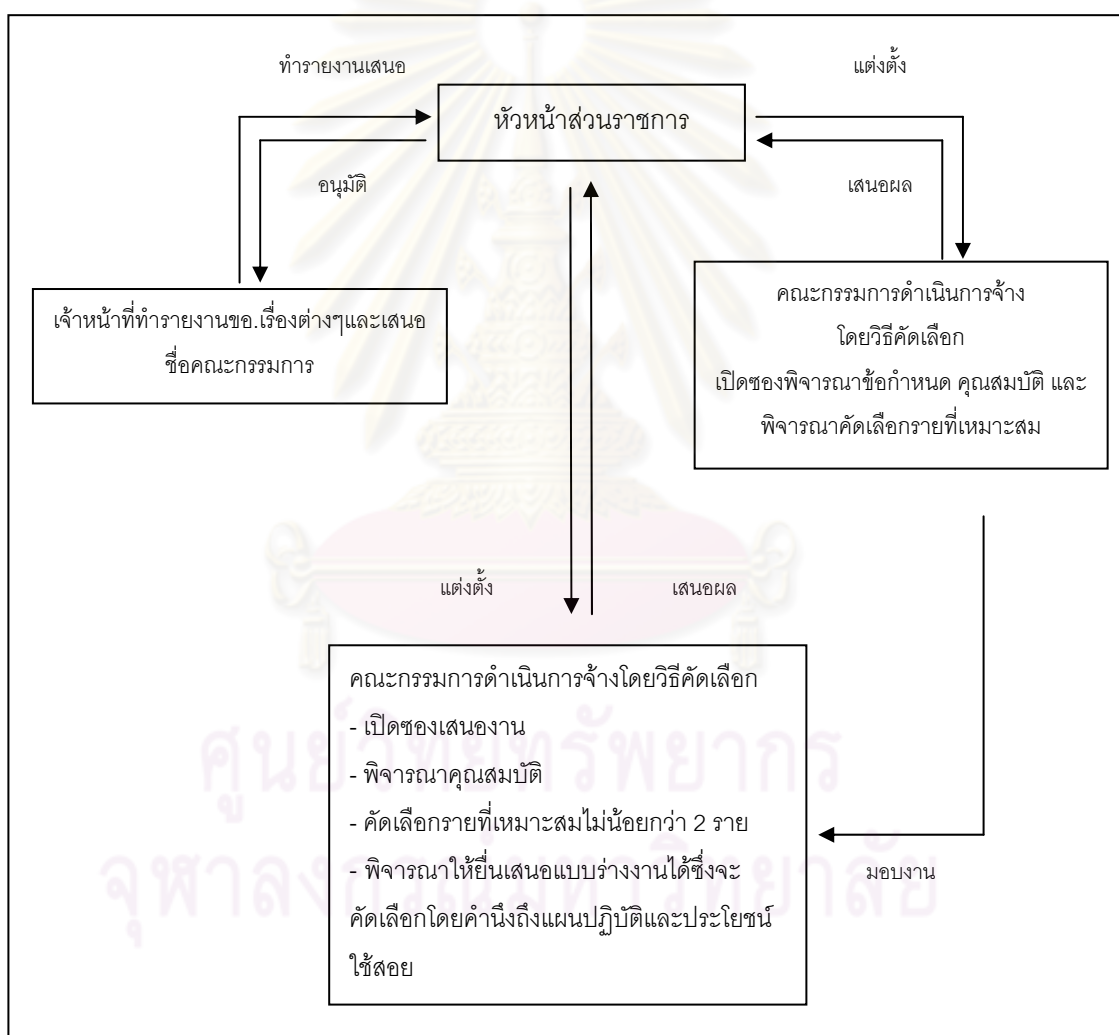 ทำรายงานเสนอ
แต่งตั้ง
หัวหน้าส่วนราชการ
อนุมัติ
เสนอผล
เจ้าหน้าที่ทำรายงานขอ.เรื่องต่างๆและเสนอ
ชื่อคณะกรรมการ
คณะกรรมการดำเนินการจ้าง
โดยวิธีคัดเลือก
เปิดซองพิจารณาข้อกำหนด คุณสมบัติ และ
พิจารณาคัดเลือกรายที่เหมาะสม
แต่งตั้ง
เสนอผล
คณะกรรมการดำเนินการจ้างโดยวิธีคัดเลือก
- เปิดซองเสนองาน
- พิจารณาคุณสมบัติ
- คัดเลือกรายที่เหมาะสมไม่น้อยกว่า 2 ราย
- พิจารณาให้ยื่นเสนอแบบร่างงานได้ซึ่งจะ
คัดเลือกโดยคำนึงถึงแผนปฏิบัติและประโยชน์
ใช้สอย
มอบงาน
ศูนย์วิทยทรัพยากร
จุฬาลงกรณ์มหาวิทยาลัย